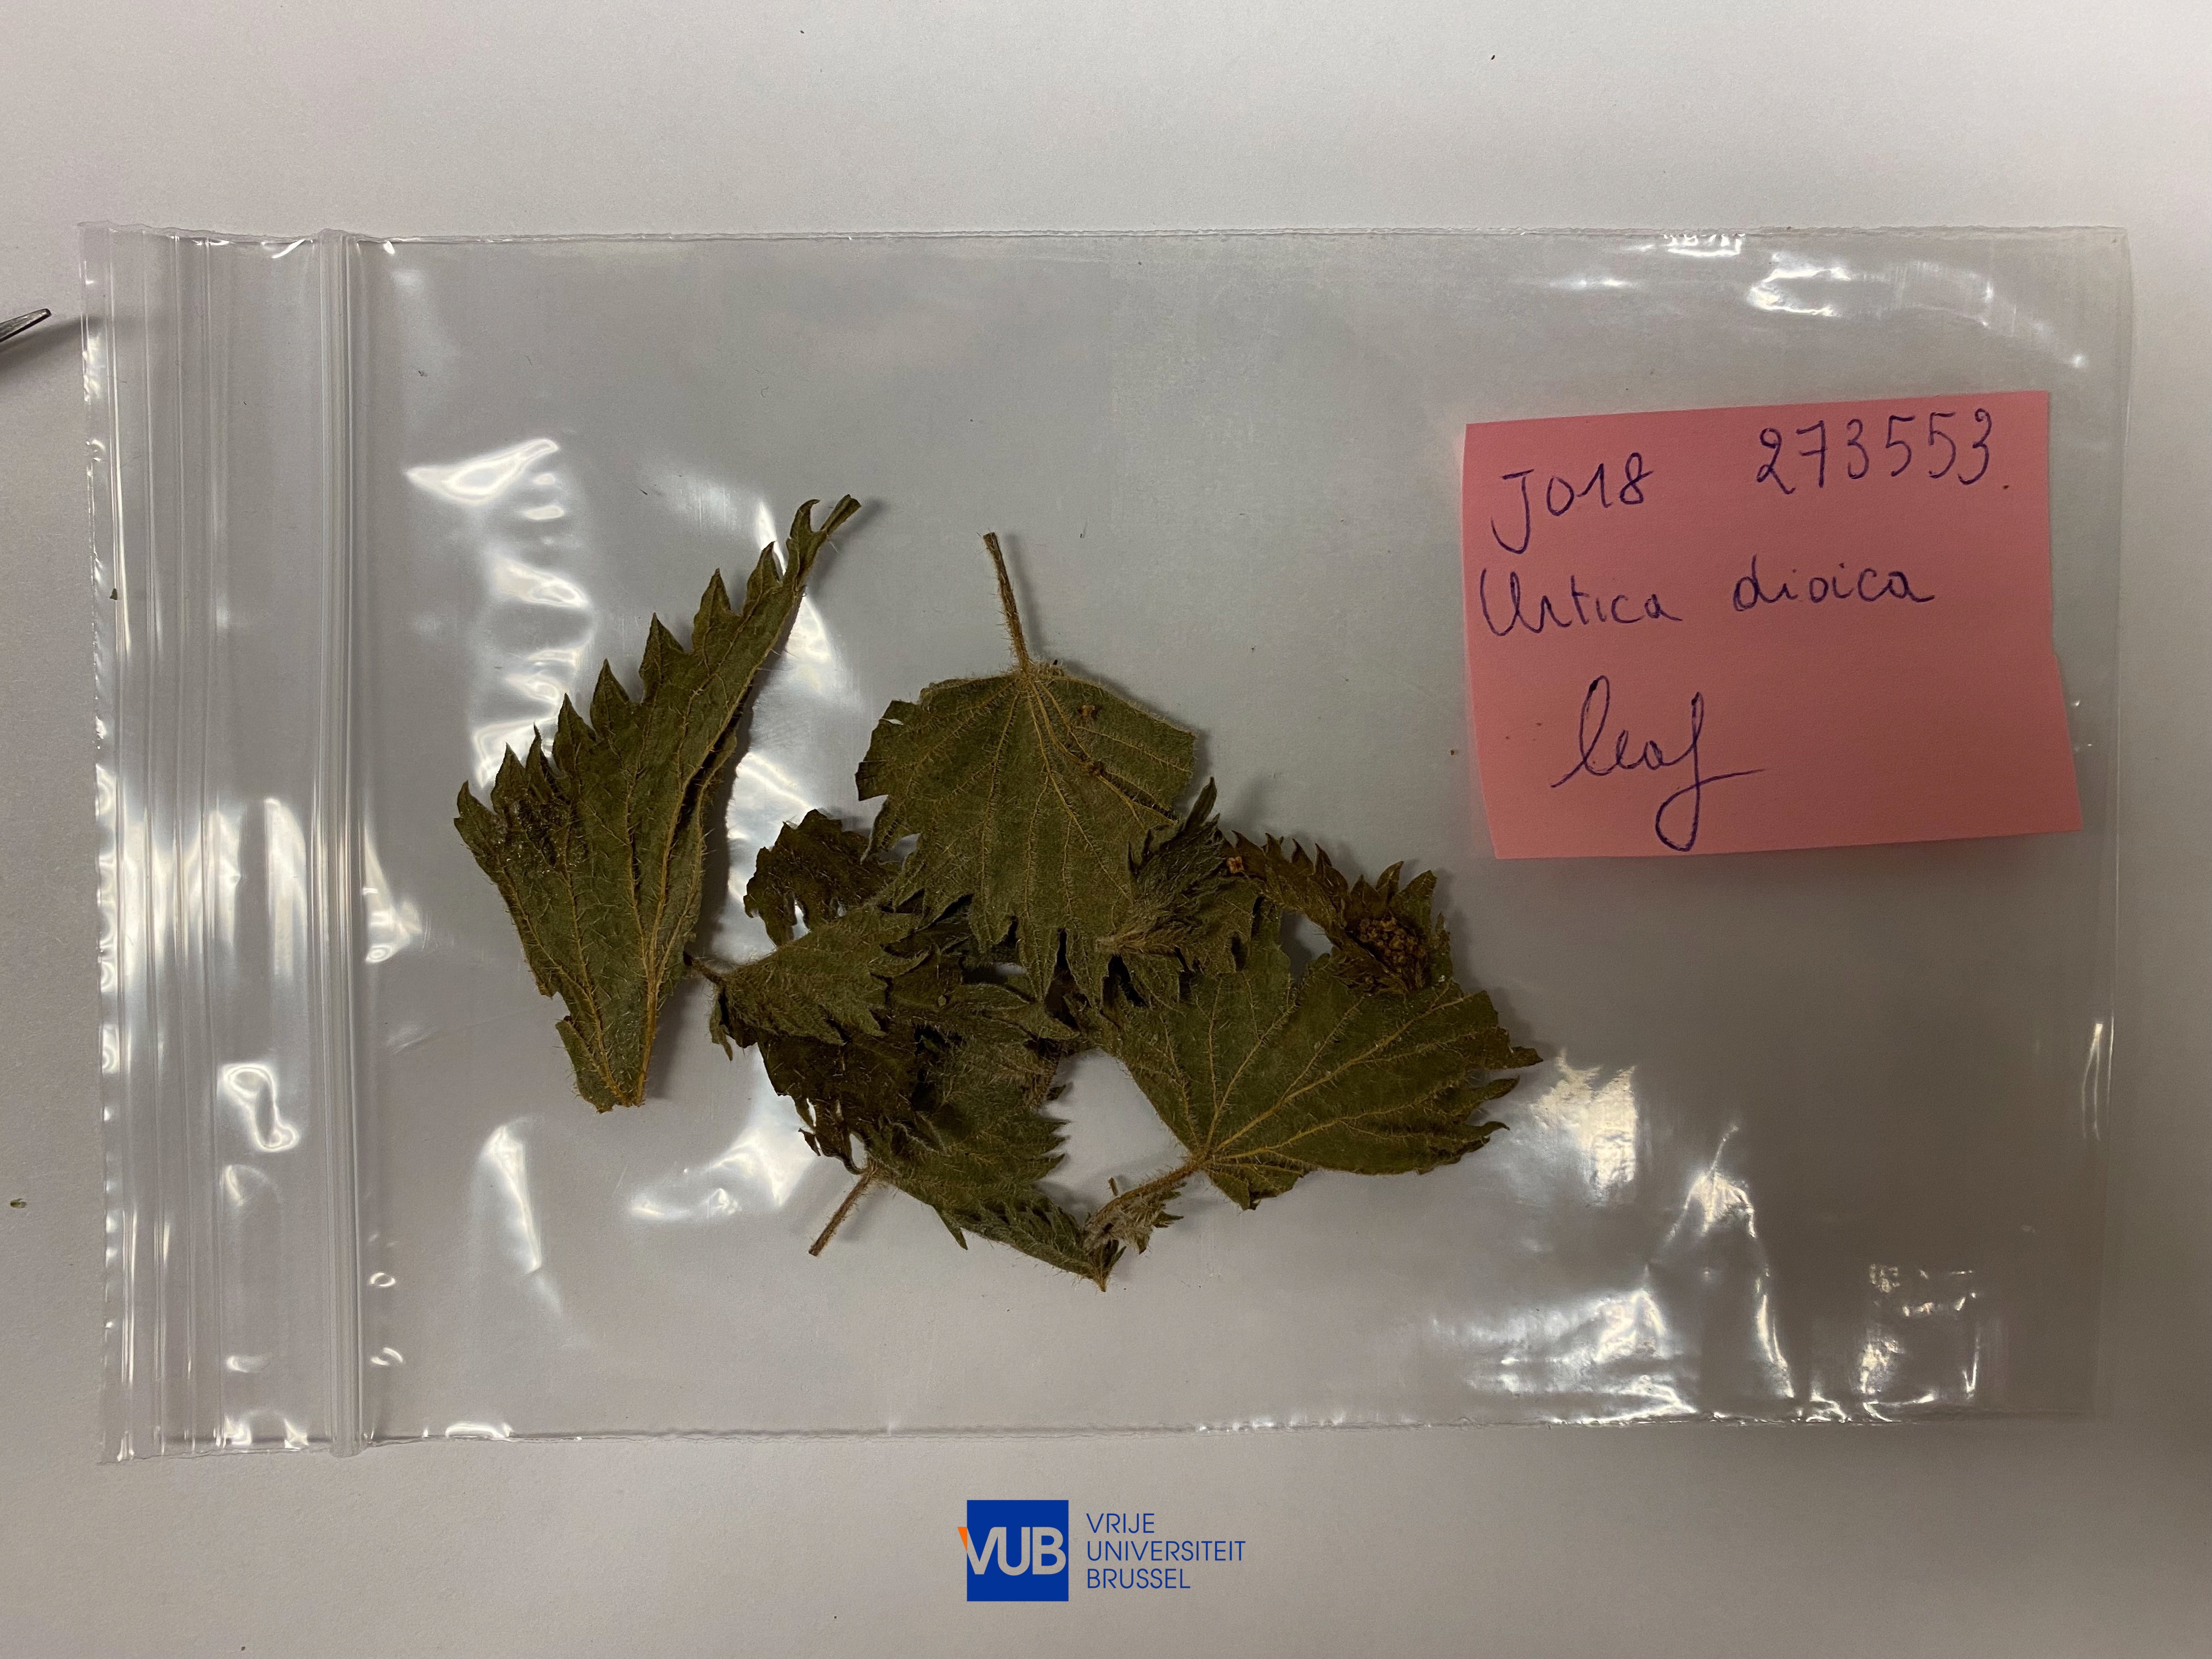 J018 273553.
Urtica dioica
leaf
VUB
VRIJE
UNIVERSITEIT
BRUSSEL